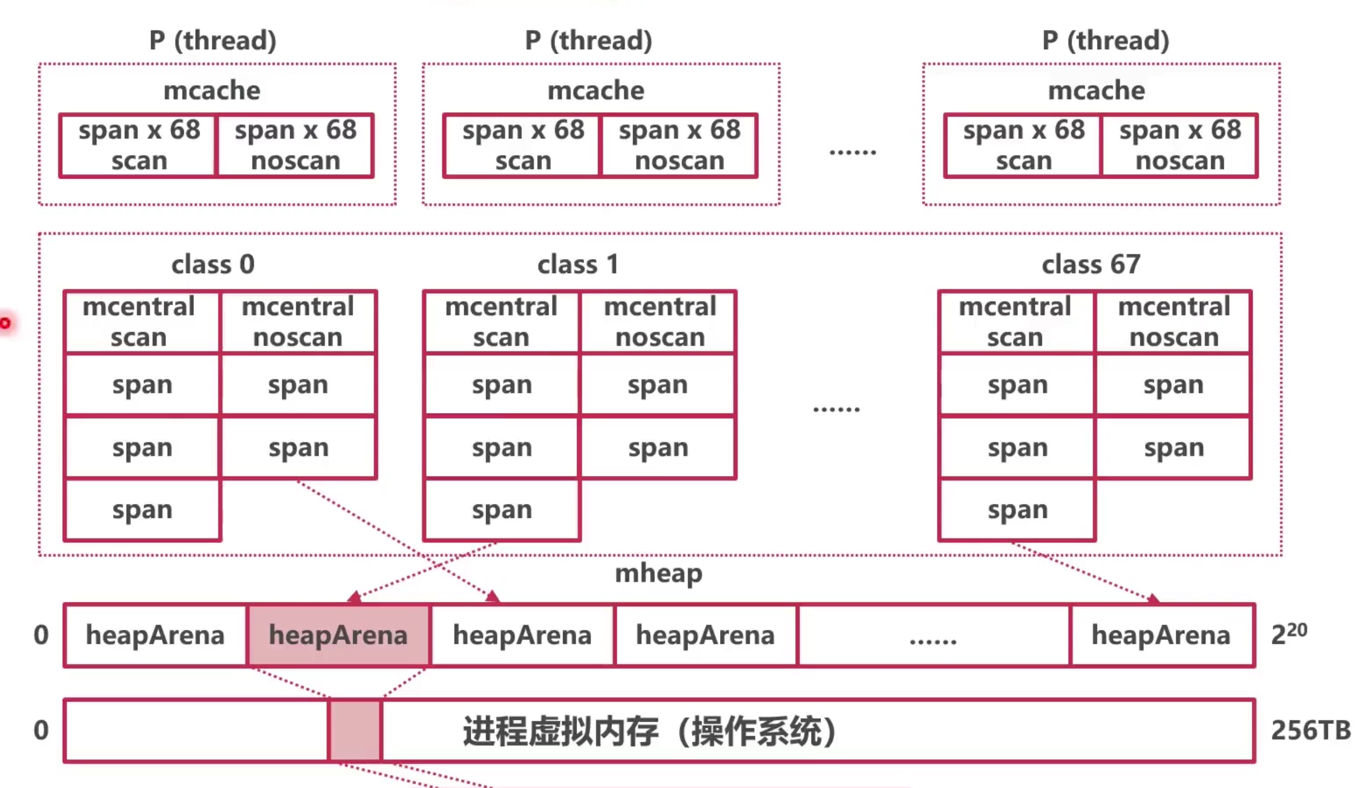 P (thread) P (thread) P (thread)
mcache mcache mcache
span x 68 span x 68 span x 68 span x 68 span x 68 span x 68
scan noscan scan noscan ...... scan noscan
class 0 class 1 class 67
mcentral mcentral mcentral mcentral mcentral mcentral
scan noscan scan noscan scan noscan
span span span span span span
......
span span span span span span
span span span
mheap
0 heapArena heapArena heapArena heapArena ...... heapArena 2²⁰
0 进程虚拟内存（操作系统） 256TB